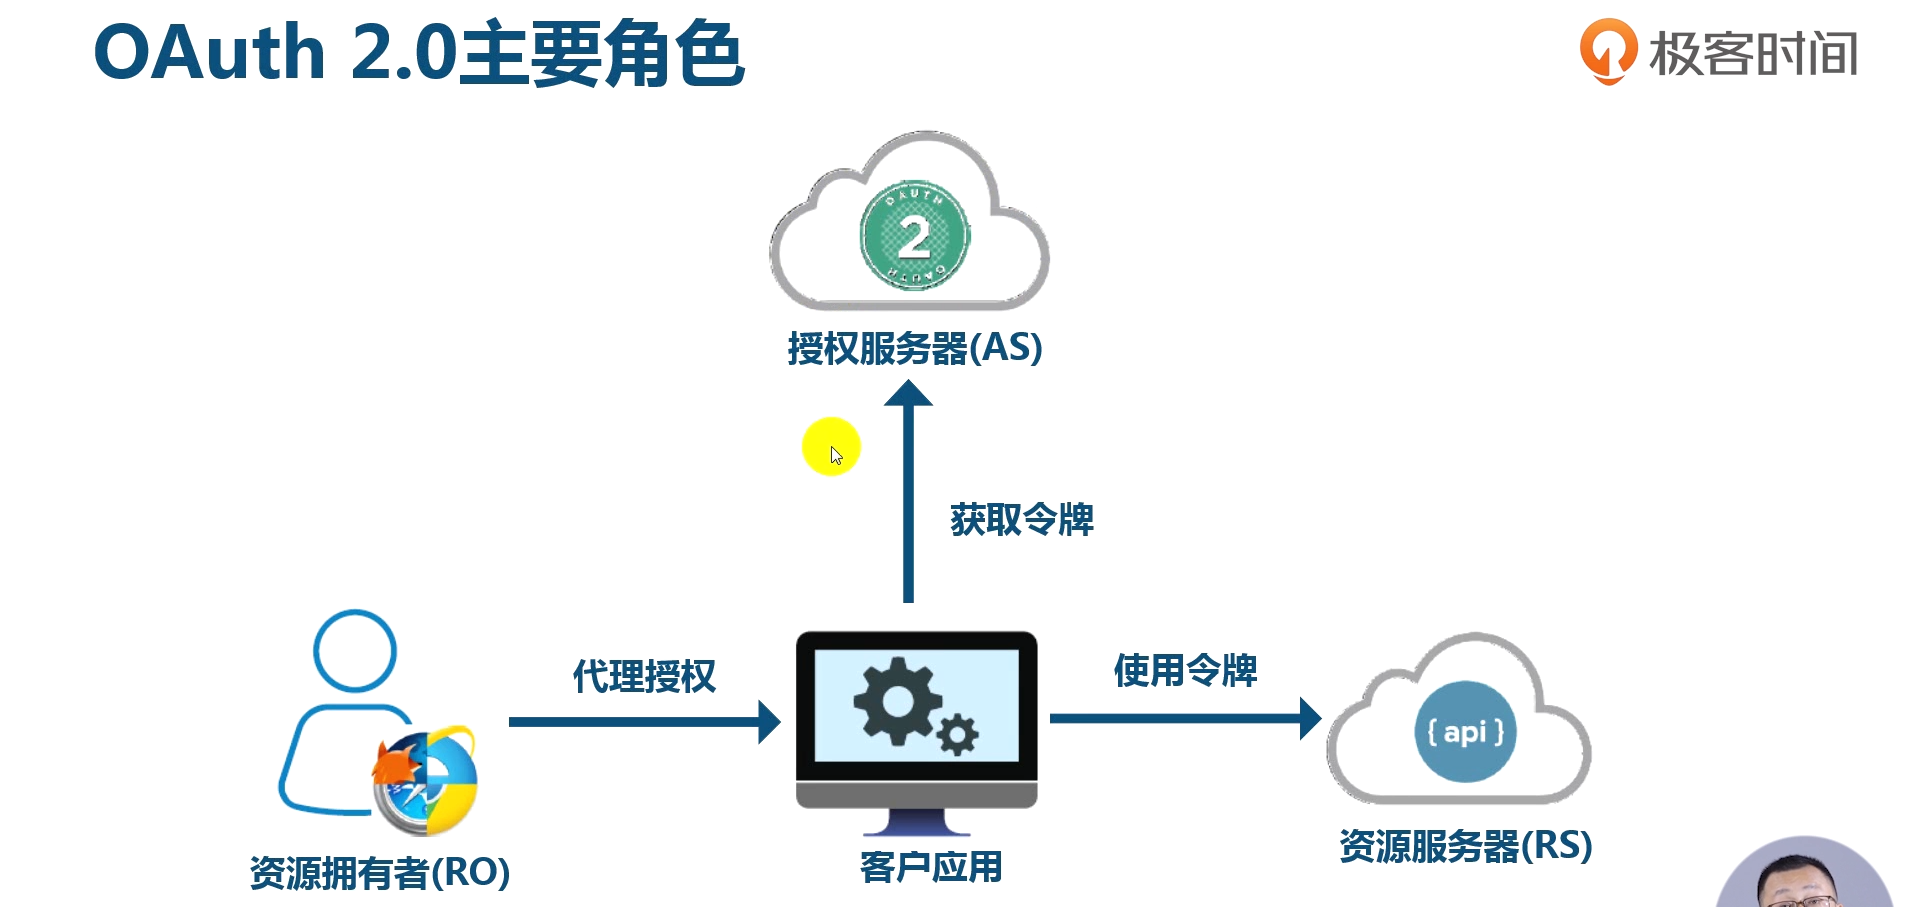 OAuth 2.0主要角色
极客时间
OAUTH
2
OAUTH
授权服务器(AS)
获取令牌
代理授权
使用令牌
{ api }
资源拥有者(RO)
客户应用
资源服务器(RS)